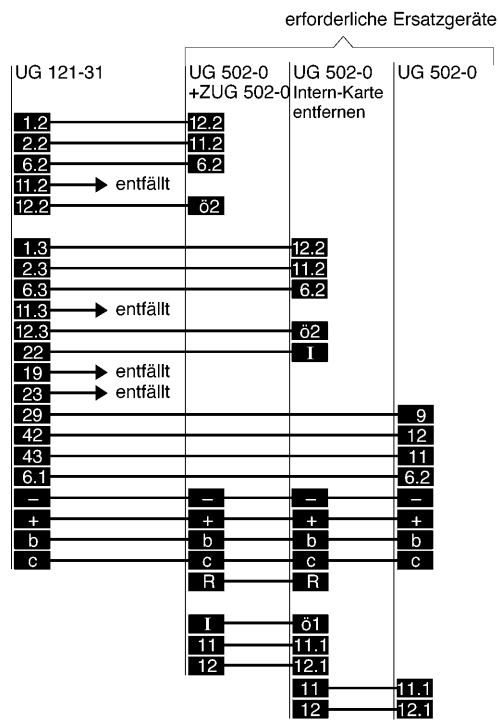 erforderliche Ersatzgeräte
UG 121-31 UG 502-0 UG 502-0 UG 502-0
+ZUG 502-0 Intern-Karte
entfernen
1.2 12.2
2.2 11.2
6.2 6.2
11.2 entfällt
12.2 ö2
1.3 12.2
2.3 11.2
6.3 6.2
11.3 entfällt
12.3 ö2
22 I
19 entfällt
23 entfällt
29 9
42 12
43 11
6.1 6.2
– – – –
+ + + +
b b b b
c c c c
R R
I ö1
11 11.1
12 12.1
11 11.1
12 12.1